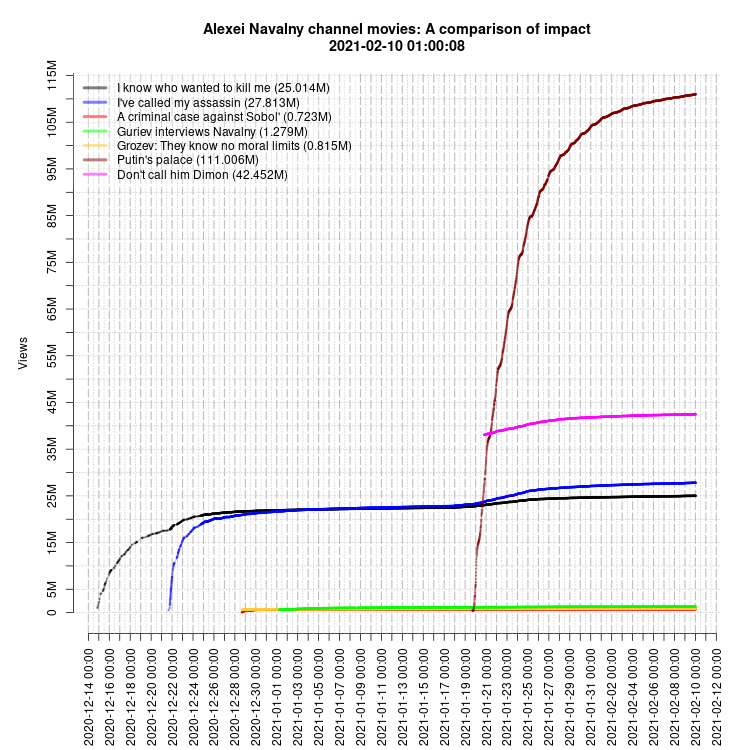 Alexei Navalny channel movies: A comparison of impact
2021-02-10 01:00:08
I know who wanted to kill me (25.014M)
I've called my assassin (27.813M)
A criminal case against Sobol' (0.723M)
Guriev interviews Navalny (1.279M)
Grozev: They know no moral limits (0.815M)
Putin's palace (111.006M)
Don't call him Dimon (42.452M)
Views
115M
105M
95M
85M
75M
65M
55M
45M
35M
25M
15M
5M
0
2020-12-14 00:00
2020-12-16 00:00
2020-12-18 00:00
2020-12-20 00:00
2020-12-22 00:00
2020-12-24 00:00
2020-12-26 00:00
2020-12-28 00:00
2020-12-30 00:00
2021-01-01 00:00
2021-01-03 00:00
2021-01-05 00:00
2021-01-07 00:00
2021-01-09 00:00
2021-01-11 00:00
2021-01-13 00:00
2021-01-15 00:00
2021-01-17 00:00
2021-01-19 00:00
2021-01-21 00:00
2021-01-23 00:00
2021-01-25 00:00
2021-01-27 00:00
2021-01-29 00:00
2021-01-31 00:00
2021-02-02 00:00
2021-02-04 00:00
2021-02-06 00:00
2021-02-08 00:00
2021-02-10 00:00
2021-02-12 00:00